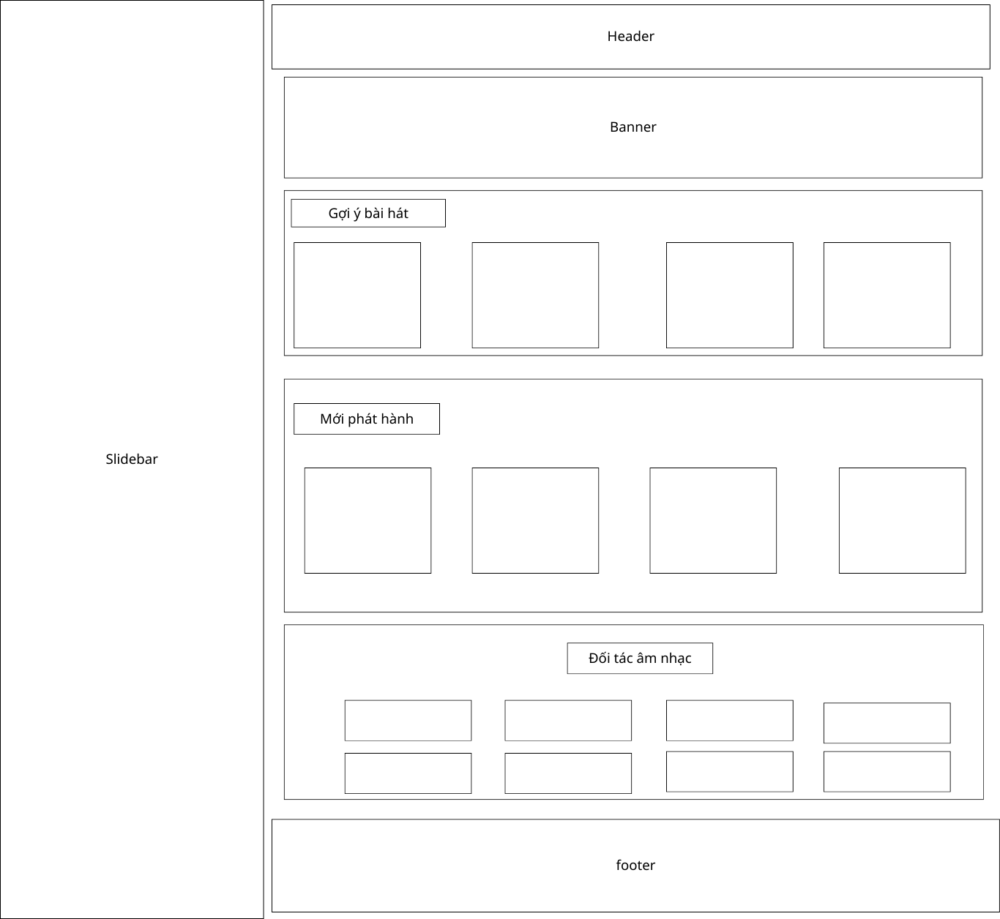 Header
Banner
Gợi ý bài hát
Mới phát hành
Slidebar
Đối tác âm nhạc
footer